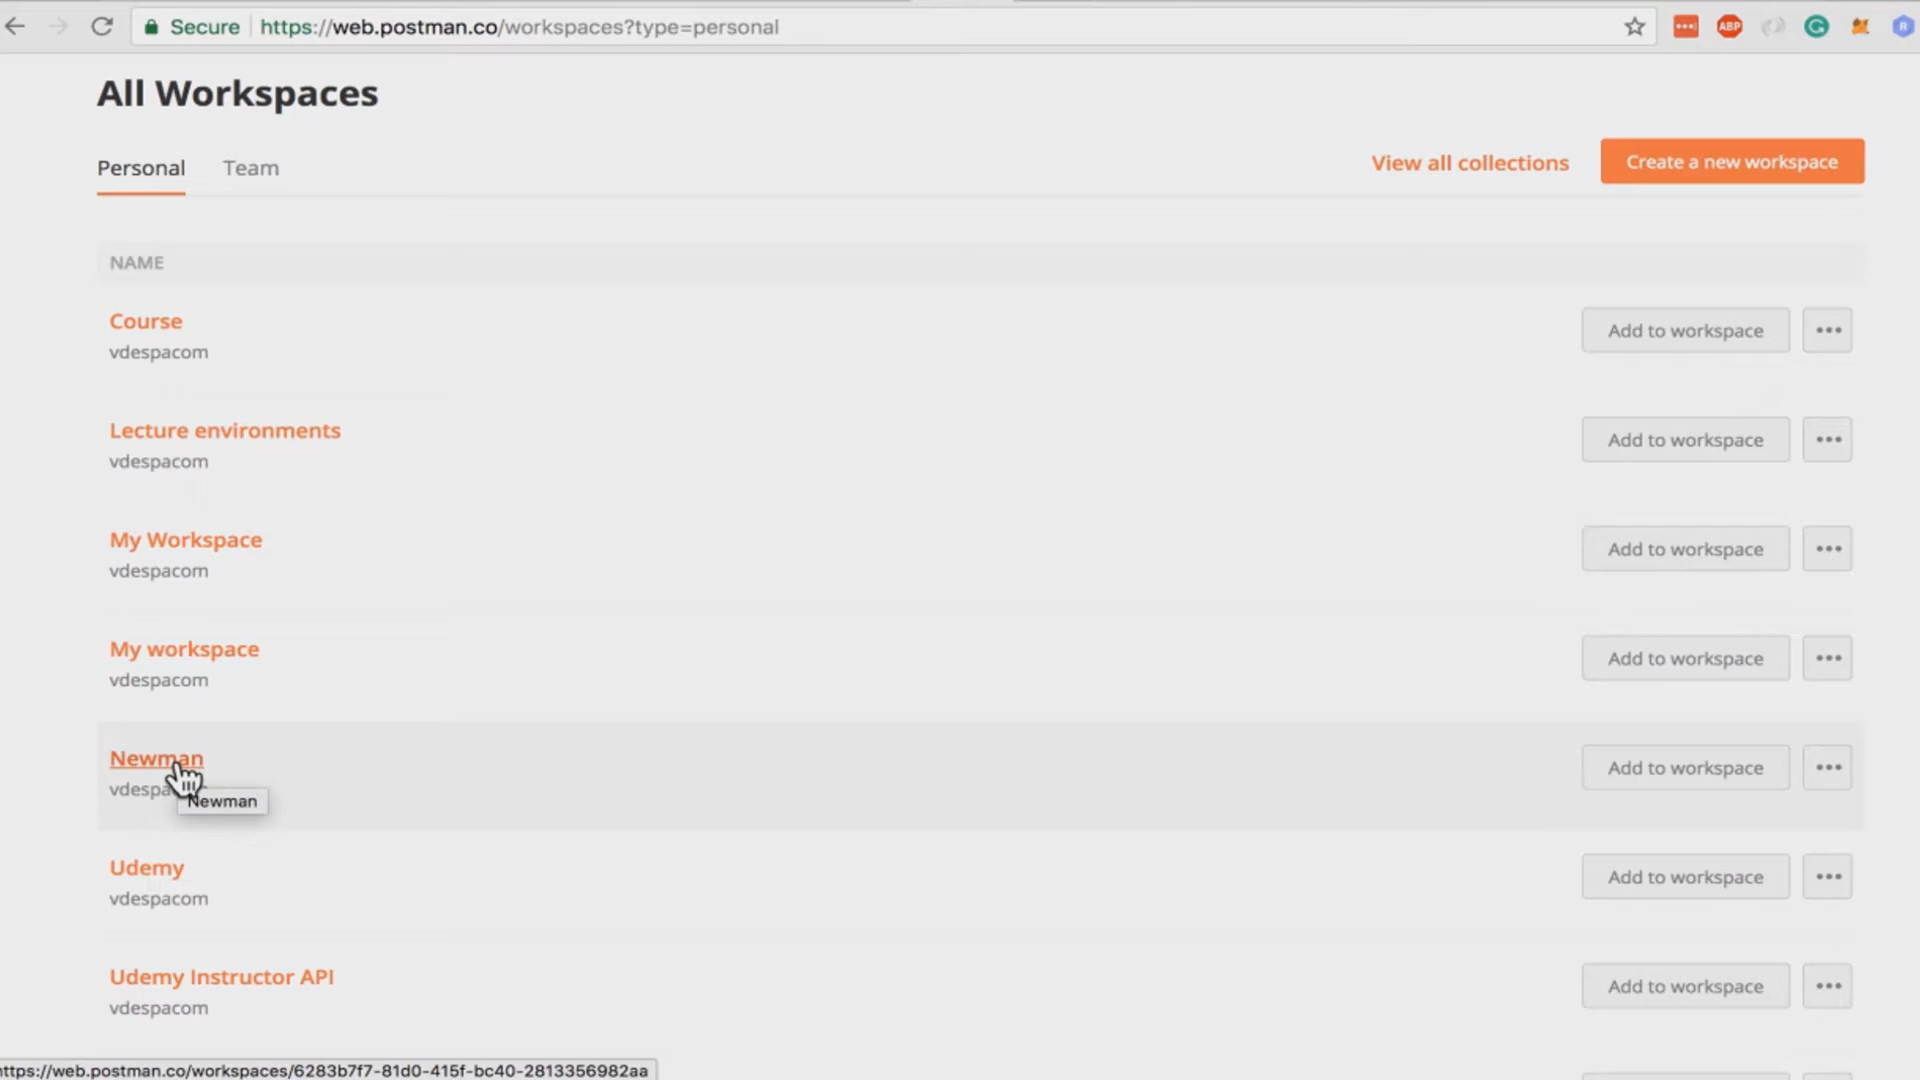 Secure https://web.postman.co/workspaces?type=personal
ABP
All Workspaces
Personal Team
View all collections Create a new workspace
NAME
Course
vdespacom
Add to workspace
Lecture environments
vdespacom
Add to workspace
My Workspace
vdespacom
Add to workspace
My workspace
vdespacom
Add to workspace
Newman
vdespa
Newman
Add to workspace
Udemy
vdespacom
Add to workspace
Udemy Instructor API
vdespacom
Add to workspace
ttps://web.postman.co/workspaces/6283b7f7-81d0-415f-bc40-2813356982aa